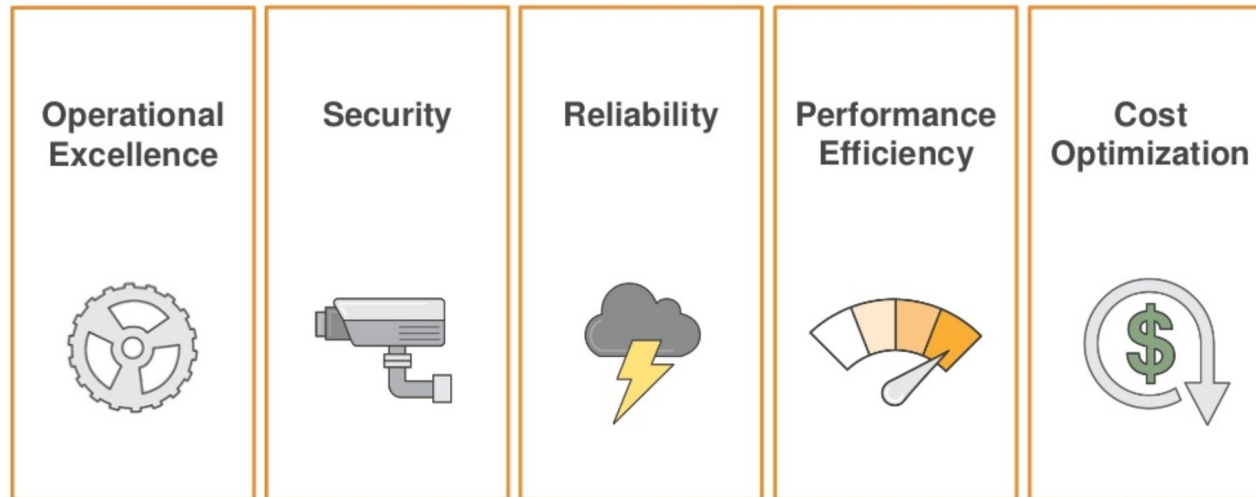 Operational
Excellence
Security
Reliability
Performance
Efficiency
Cost
Optimization
$